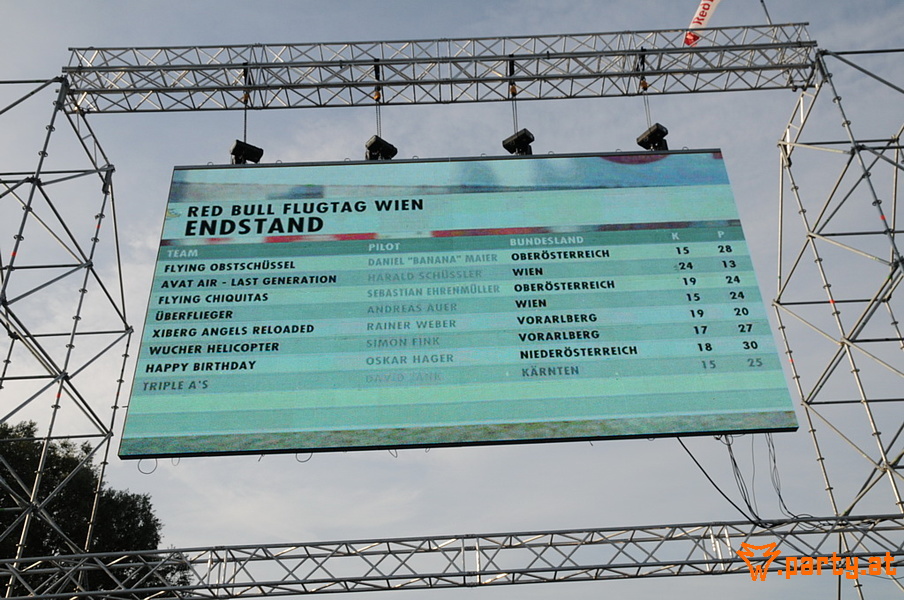 Red
RED BULL FLUGTAG WIEN
ENDSTAND
TEAM PILOT BUNDESLAND K P
FLYING OBSTSCHÜSSEL DANIEL "BANANA" MAIER OBERÖSTERREICH 15 28
AVAT AIR - LAST GENERATION HARALD SCHÜSSLER WIEN 24 13
FLYING CHIQUITAS SEBASTIAN EHRENMÜLLER OBERÖSTERREICH 19 24
ÜBERFLIEGER ANDREAS AUER WIEN 15 24
XIBERG ANGELS RELOADED RAINER WEBER VORARLBERG 19 20
WUCHER HELICOPTER SIMON FINK VORARLBERG 17 27
HAPPY BIRTHDAY OSKAR HAGER NIEDERÖSTERREICH 18 30
TRIPLE A'S DAVID KÄRNTEN 15 25
w.party.at